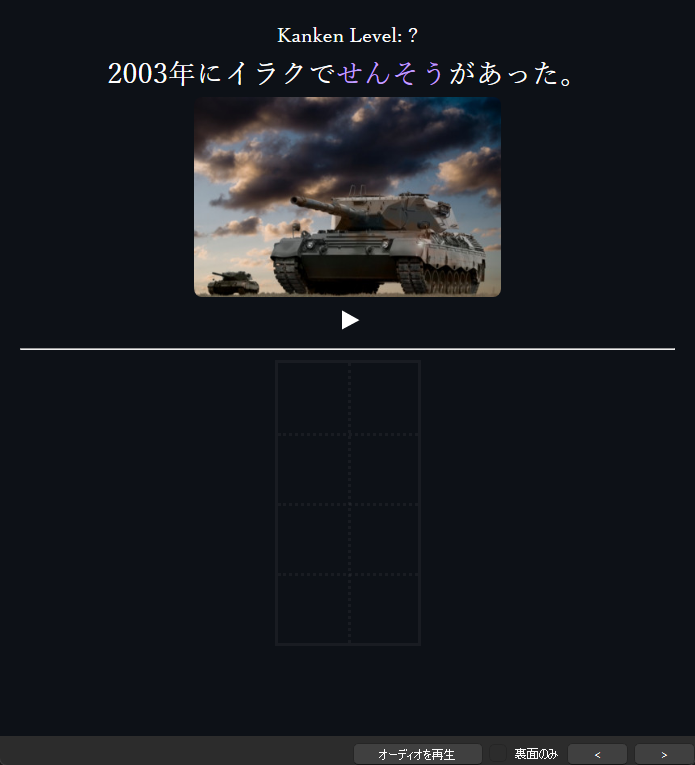 Kanken Level: ?
2003年にイラクでせんそうがあった。
オーディオを再生
裏面のみ
<
>